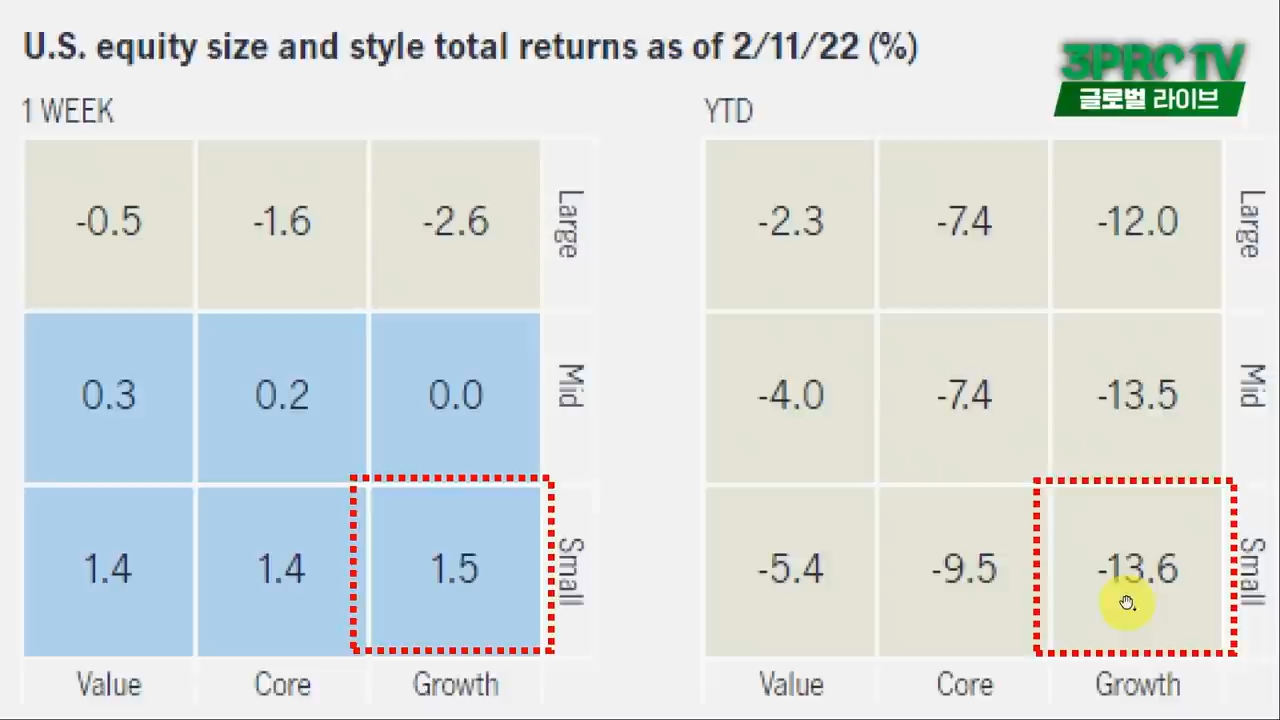 U.S. equity size and style total returns as of 2/11/22 (%)
3PRO TV
글로벌 라이브
1 WEEK
-0.5 -1.6 -2.6 Large
0.3 0.2 0.0 Mid
1.4 1.4 1.5 Small
Value Core Growth
YTD
-2.3 -7.4 -12.0 Large
-4.0 -7.4 -13.5 Mid
-5.4 -9.5 -13.6 Small
Value Core Growth